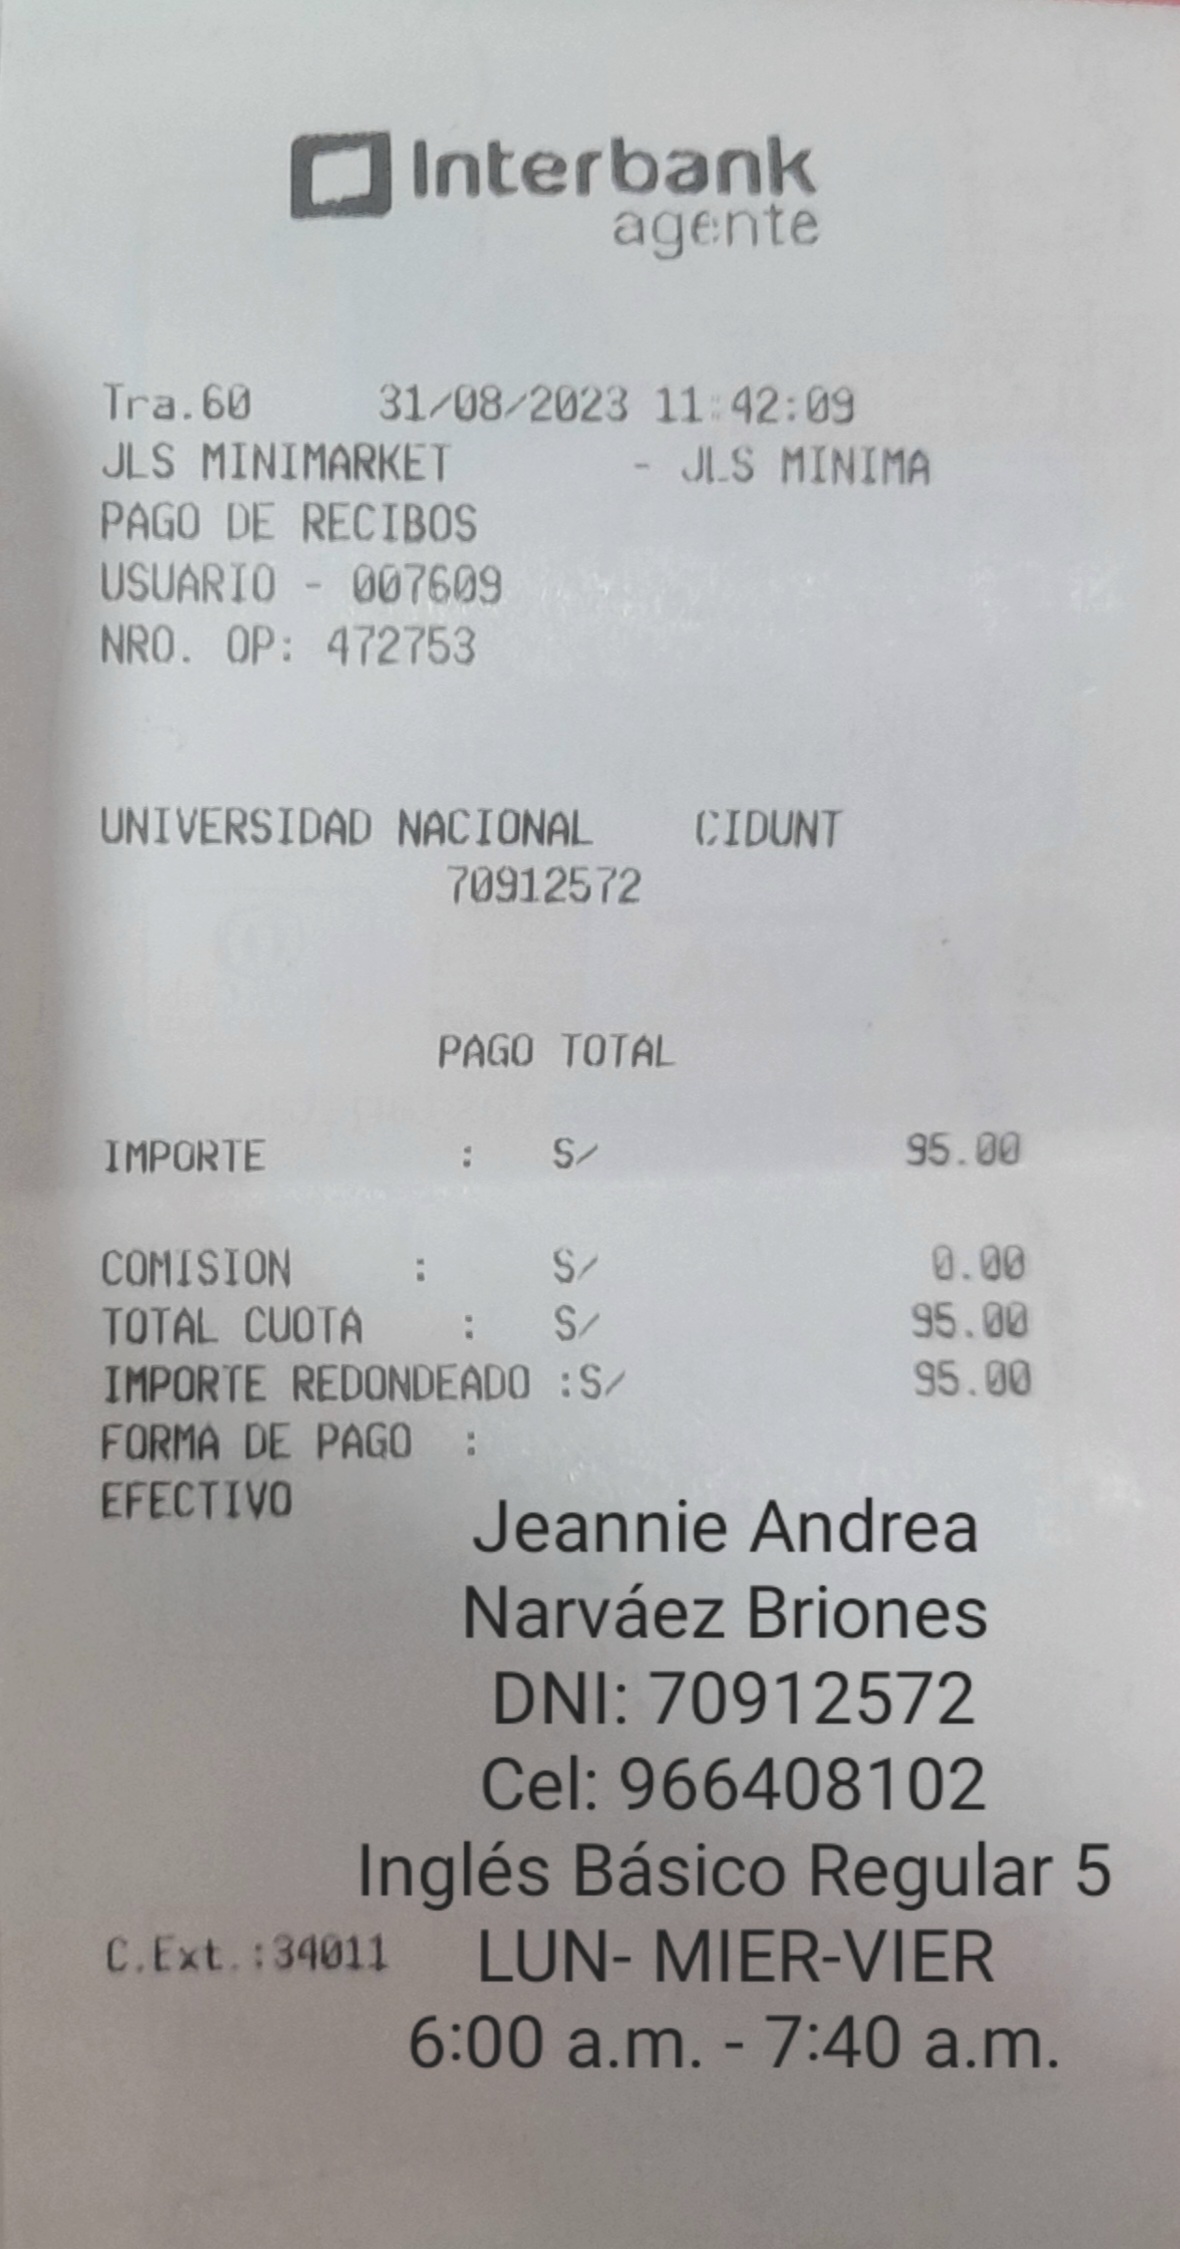 Interbank
agente
Tra.60 31/08/2023 11:42:09
JLS MINIMARKET - JLS MINIMA
PAGO DE RECIBOS
USUARIO - 007609
NRO. OP: 472753
UNIVERSIDAD NACIONAL CIDUNT
70912572
PAGO TOTAL
IMPORTE : S/ 95.00
COMISION : S/ 0.00
TOTAL CUOTA : S/ 95.00
IMPORTE REDONDEADO :S/ 95.00
FORMA DE PAGO :
EFECTIVO
Jeannie Andrea
Narváez Briones
DNI: 70912572
Cel: 966408102
Inglés Básico Regular 5
C.Ext.:34011 LUN- MIER-VIER
6:00 a.m. - 7:40 a.m.